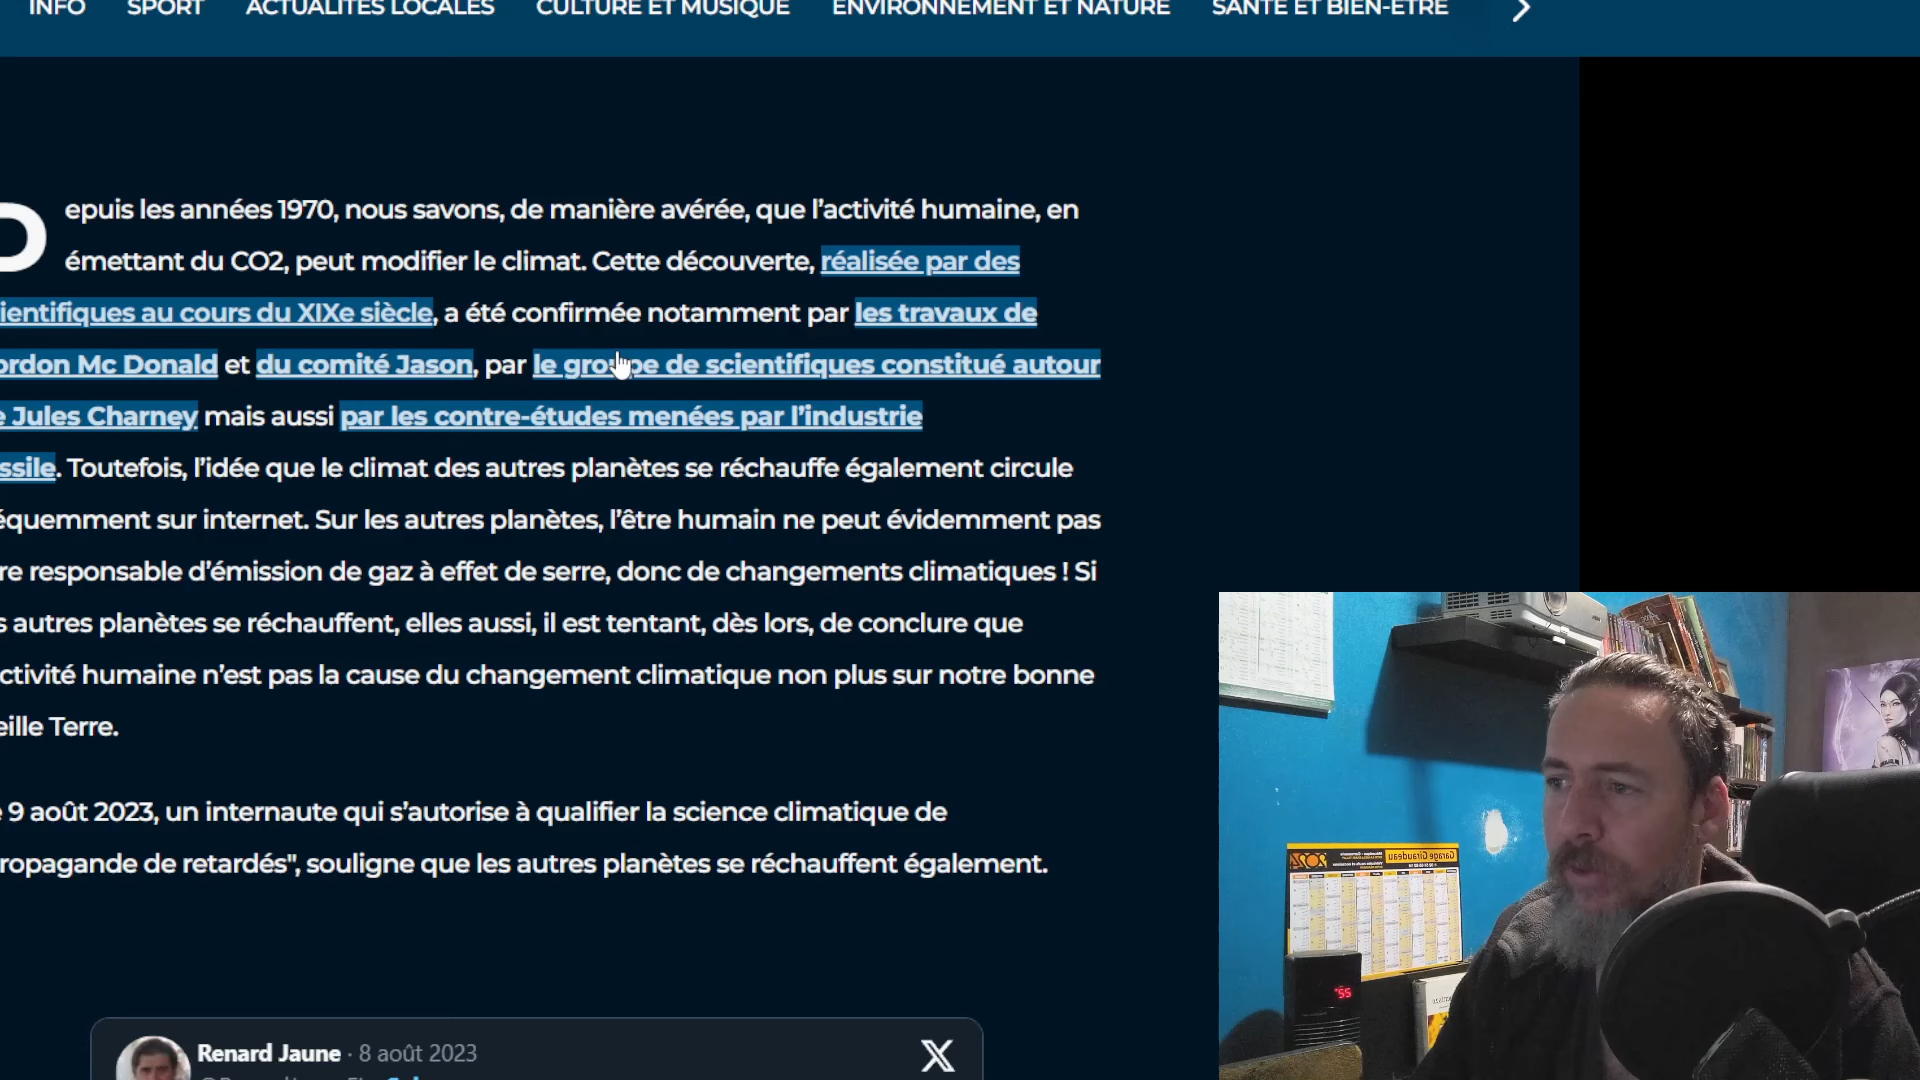 INFO SPORT ACTUALITÉS LOCALES CULTURE ET MUSIQUE ENVIRONNEMENT ET NATURE SANTÉ ET BIEN-ÊTRE
D
epuis les années 1970, nous savons, de manière avérée, que l’activité humaine, en
émettant du CO2, peut modifier le climat. Cette découverte, réalisée par des
ientifiques au cours du XIXe siècle, a été confirmée notamment par les travaux de
ordon Mc Donald et du comité Jason, par le groupe de scientifiques constitué autour
e Jules Charney mais aussi par les contre-études menées par l’industrie
ssile. Toutefois, l’idée que le climat des autres planètes se réchauffe également circule
équemment sur internet. Sur les autres planètes, l’être humain ne peut évidemment pas
re responsable d’émission de gaz à effet de serre, donc de changements climatiques ! Si
s autres planètes se réchauffent, elles aussi, il est tentant, dès lors, de conclure que
ctivité humaine n’est pas la cause du changement climatique non plus sur notre bonne
eille Terre.
e 9 août 2023, un internaute qui s’autorise à qualifier la science climatique de
ropagande de retardés", souligne que les autres planètes se réchauffent également.
Renard Jaune · 8 août 2023
Garage Giraudeau
2024
55